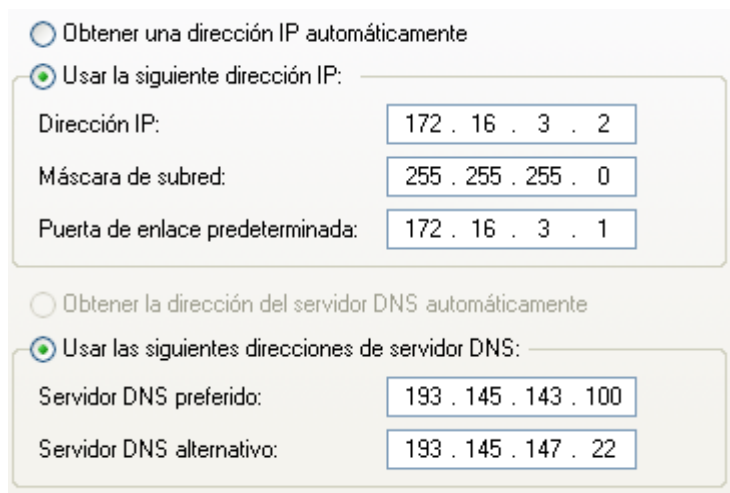 Obtener una dirección IP automáticamente
Usar la siguiente dirección IP:
Dirección IP: 172 . 16 . 3 . 2
Máscara de subred: 255 . 255 . 255 . 0
Puerta de enlace predeterminada: 172 . 16 . 3 . 1
Obtener la dirección del servidor DNS automáticamente
Usar las siguientes direcciones de servidor DNS:
Servidor DNS preferido: 193 . 145 . 143 . 100
Servidor DNS alternativo: 193 . 145 . 147 . 22